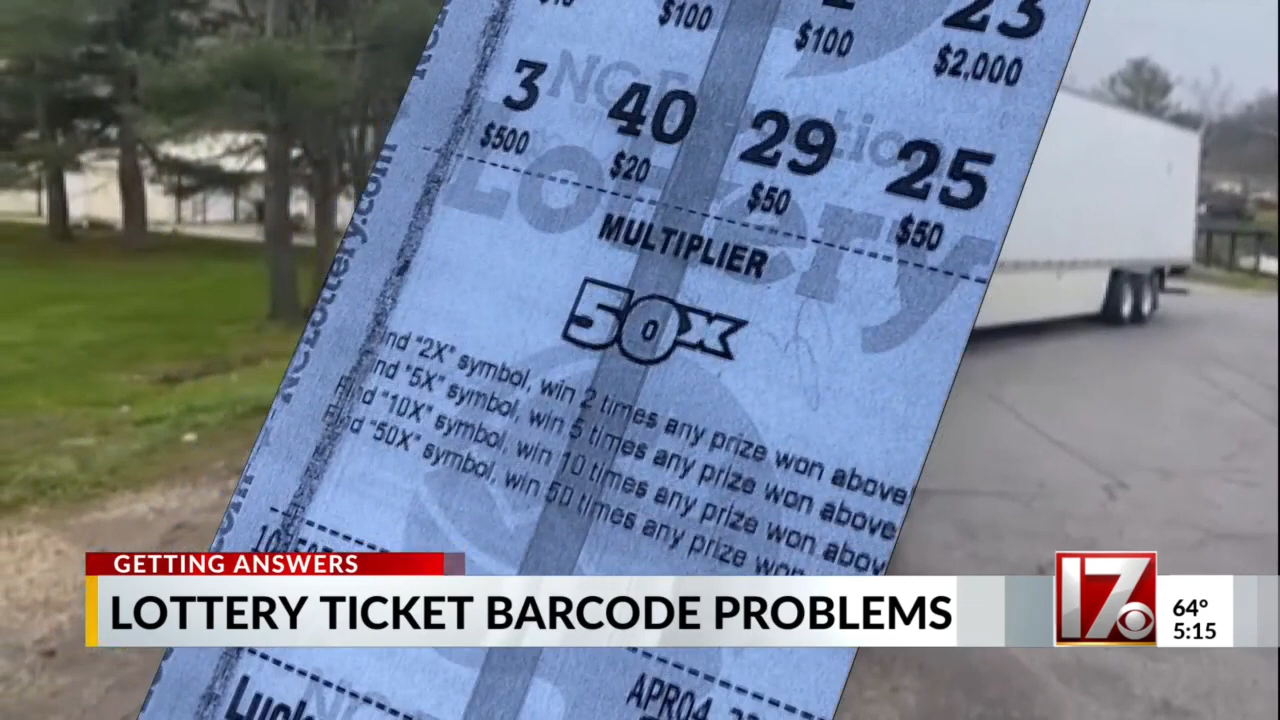 $100
$100
23
$2,000
3
40
29
25
$500
$20
$50
$50
MULTIPLIER
50X
"2X" symbol, win 2 times any prize won above
"5X" symbol, win 5 times any prize won above
"10X" symbol, win 10 times any prize won
"50X" symbol, win 50 times any prize won
GETTING ANSWERS
LOTTERY TICKET BARCODE PROBLEMS
17
64°
5:15
APR04
NC
Lottery